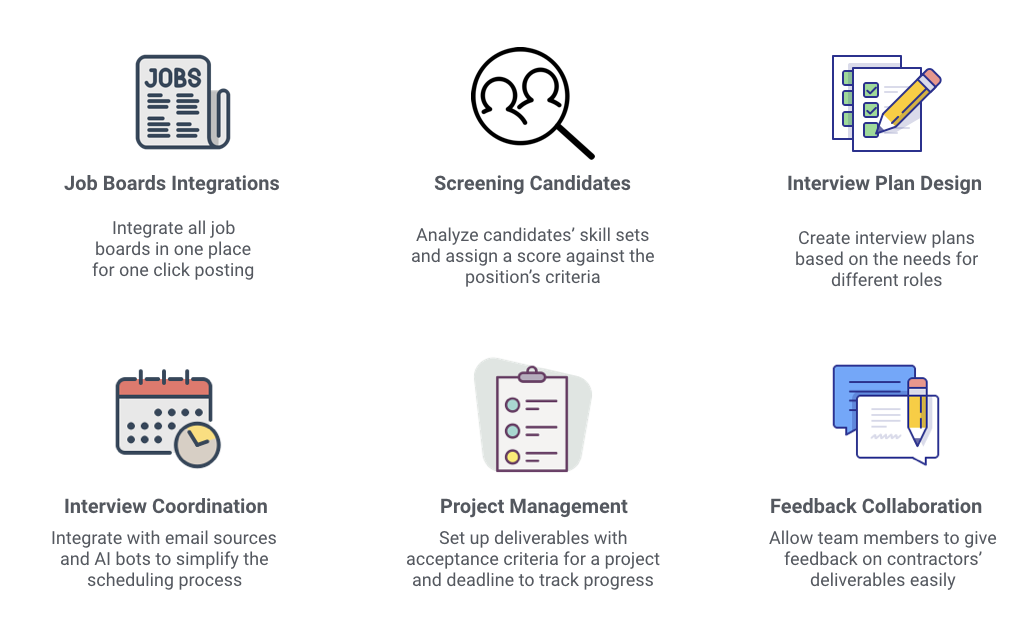 JOBS
Job Boards Integrations
Integrate all job
boards in one place
for one click posting
Screening Candidates
Analyze candidates’ skill sets
and assign a score against the
position’s criteria
Interview Plan Design
Create interview plans
based on the needs for
different roles
Interview Coordination
Integrate with email sources
and AI bots to simplify the
scheduling process
Project Management
Set up deliverables with
acceptance criteria for a project
and deadline to track progress
Feedback Collaboration
Allow team members to give
feedback on contractors’
deliverables easily